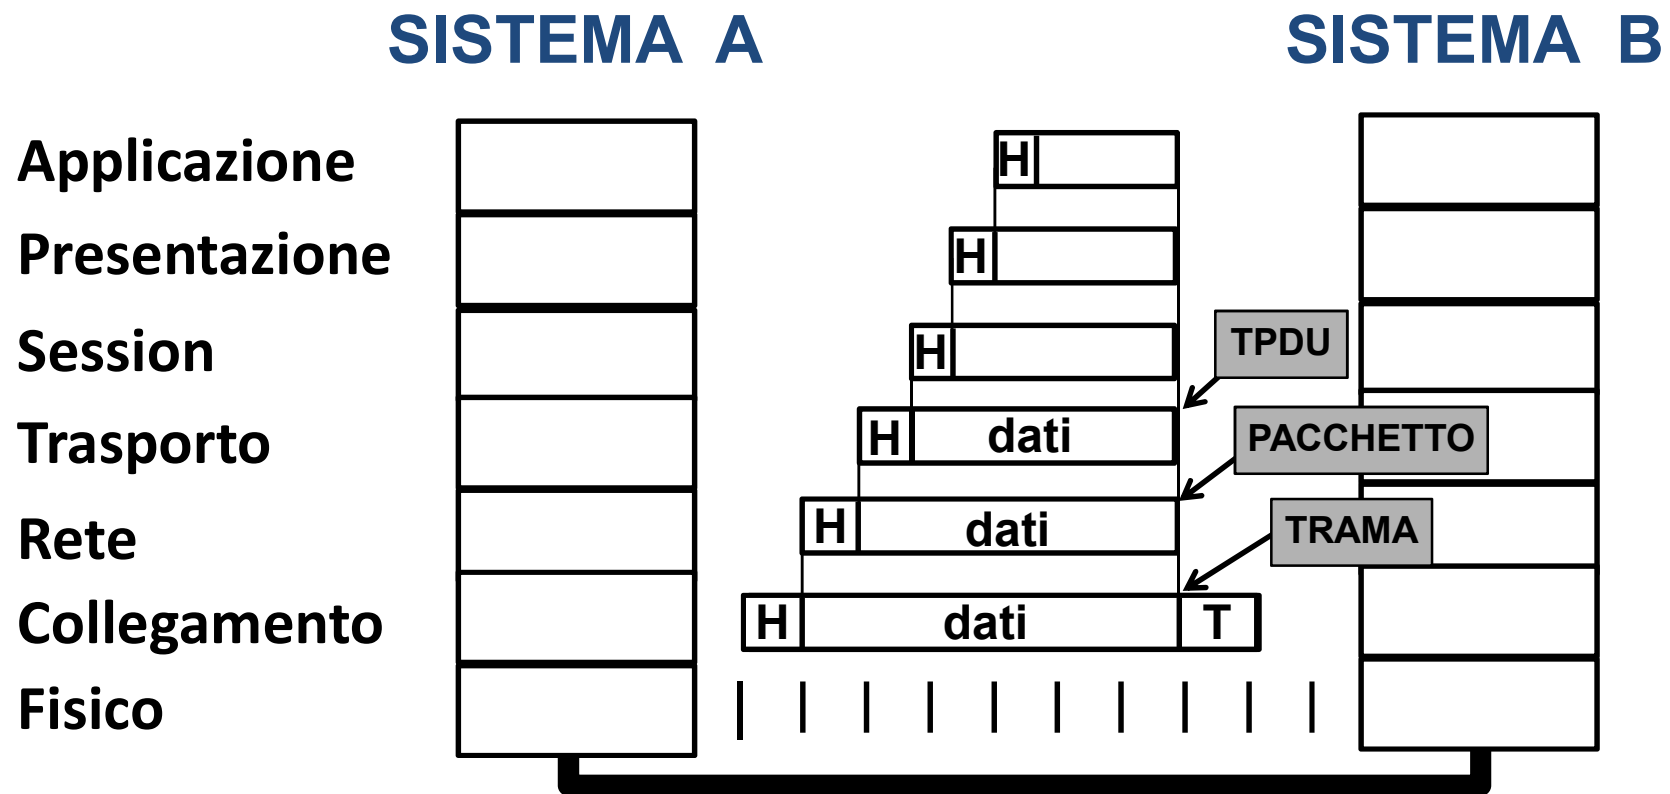 SISTEMA A
SISTEMA B
Applicazione
H
Presentazione
H
Session
H
TPDU
Trasporto
H
dati
PACCHETTO
Rete
H
dati
TRAMA
Collegamento
H
dati
T
Fisico